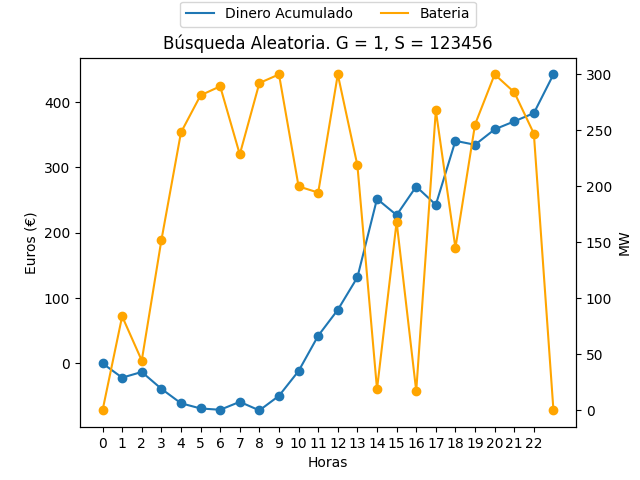 Dinero Acumulado Bateria
Búsqueda Aleatoria. G = 1, S = 123456
400
300
200
100
0
Euros (€)
300
250
200
150
100
50
0
MW
0 1 2 3 4 5 6 7 8 9 10 11 12 13 14 15 16 17 18 19 20 21 22
Horas